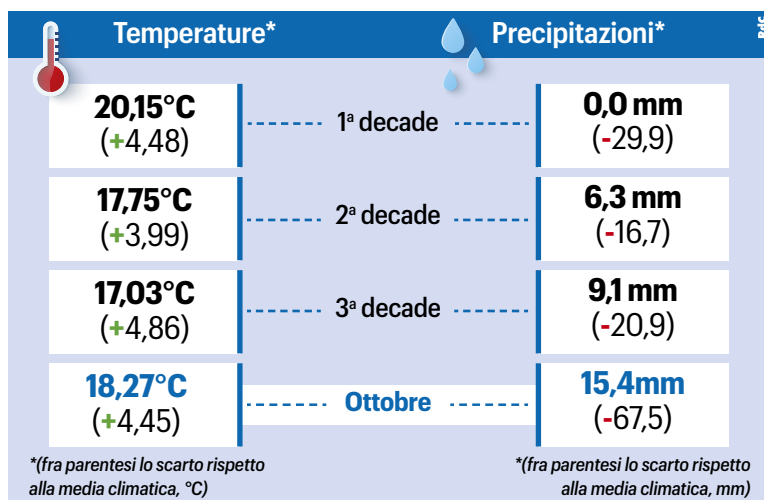 Temperature*
Precipitazioni*
RdC
20,15°C
(+4,48)
1ª decade
0,0 mm
(-29,9)
17,75°C
(+3,99)
2ª decade
6,3 mm
(-16,7)
17,03°C
(+4,86)
3ª decade
9,1 mm
(-20,9)
18,27°C
(+4,45)
Ottobre
15,4mm
(-67,5)
*(fra parentesi lo scarto rispetto
alla media climatica, °C)
*(fra parentesi lo scarto rispetto
alla media climatica, mm)